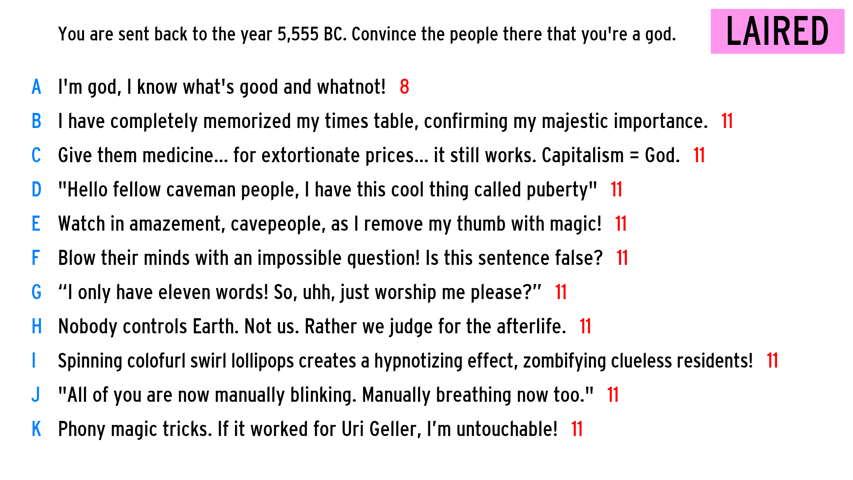 You are sent back to the year 5,555 BC. Convince the people there that you're a god.
LAIRED
A I'm god, I know what's good and whatnot! 8
B I have completely memorized my times table, confirming my majestic importance. 11
C Give them medicine... for extortionate prices... it still works. Capitalism = God. 11
D "Hello fellow caveman people, I have this cool thing called puberty" 11
E Watch in amazement, cavepeople, as I remove my thumb with magic! 11
F Blow their minds with an impossible question! Is this sentence false? 11
G “I only have eleven words! So, uhh, just worship me please?” 11
H Nobody controls Earth. Not us. Rather we judge for the afterlife. 11
I Spinning colofurl swirl lollipops creates a hypnotizing effect, zombifying clueless residents! 11
J "All of you are now manually blinking. Manually breathing now too." 11
K Phony magic tricks. If it worked for Uri Geller, I’m untouchable! 11